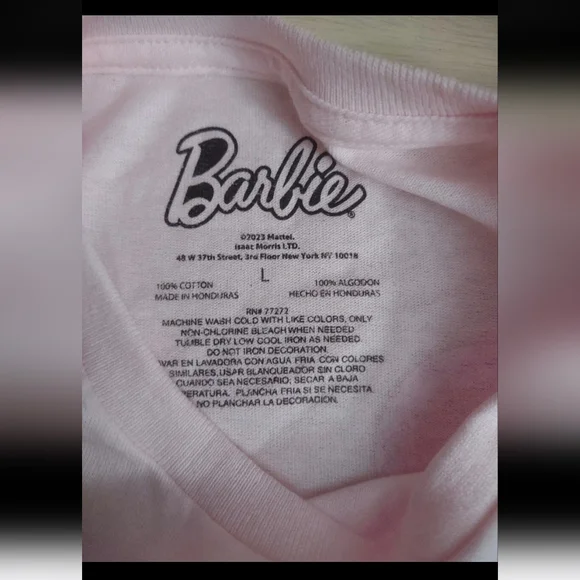 Barbie®
©2023 Mattel.
Isaac Morris LTD.
48 W 37th Street, 3rd Floor New York NY 10018
L
100% COTTON 100% ALGODON
MADE IN HONDURAS HECHO EN HONDURAS
RN# 77272
MACHINE WASH COLD WITH LIKE COLORS, ONLY
NON-CHLORINE BLEACH WHEN NEEDED
TUMBLE DRY LOW COOL IRON AS NEEDED
DO NOT IRON DECORATION.
AVAR EN LAVADORA CON AGUA FRIA CON COLORES
SIMILARES, USAR BLANQUEADOR SIN CLORO
CUANDO SEA NECESARIO, SECAR A BAJA
PERATURA. PLANCHA FRIA SI SE NECESITA
NO PLANCHAR LA DECORACION.